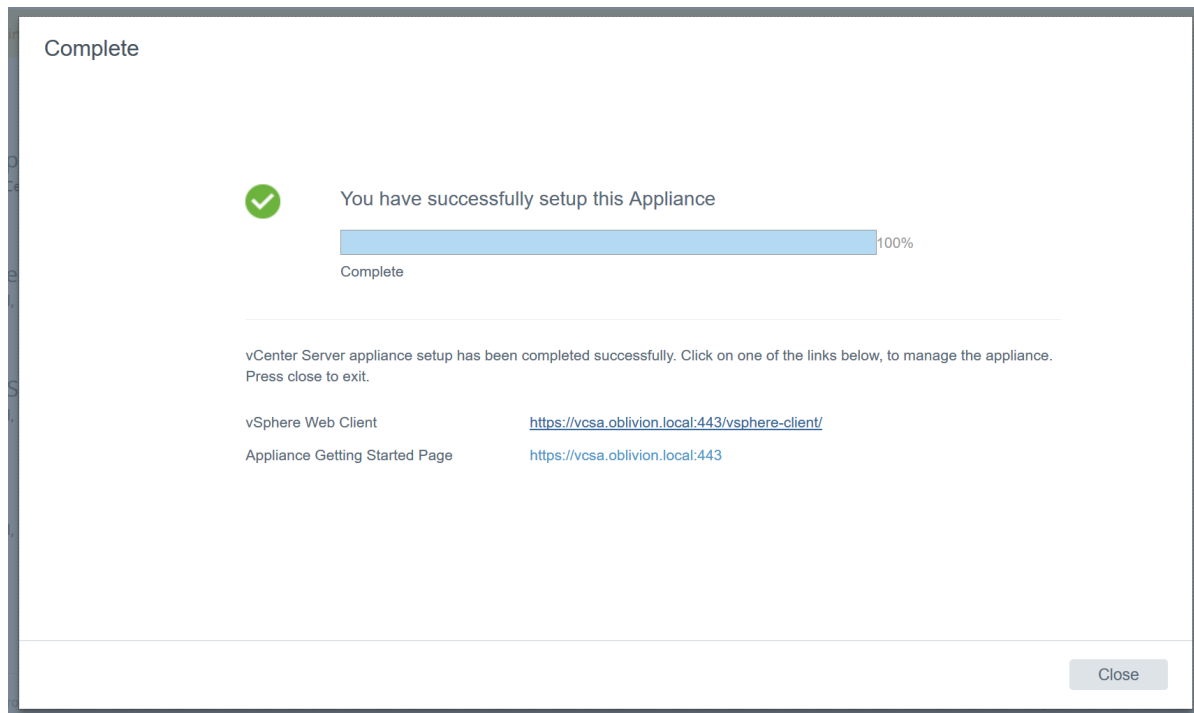 Complete
You have successfully setup this Appliance
100%
Complete
vCenter Server appliance setup has been completed successfully. Click on one of the links below, to manage the appliance.
Press close to exit.
vSphere Web Client https://vcsa.oblivion.local:443/vsphere-client/
Appliance Getting Started Page https://vcsa.oblivion.local:443
Close